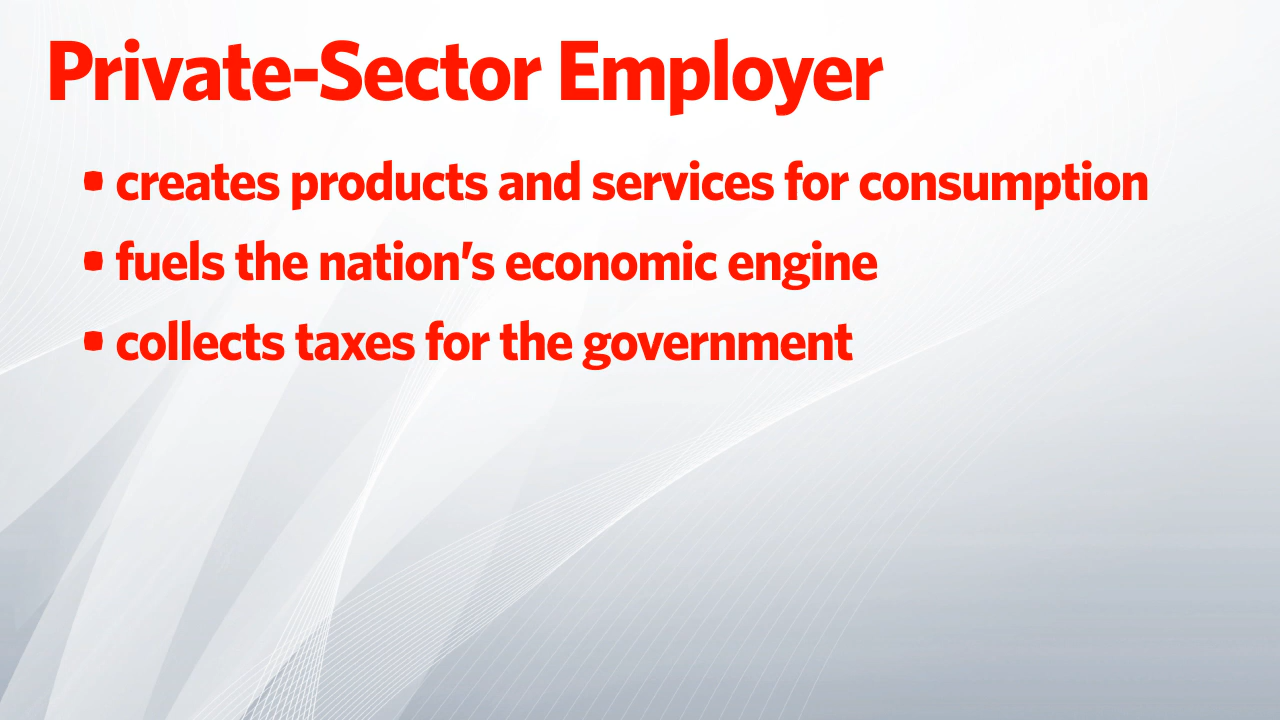 Private-Sector Employer
• creates products and services for consumption
• fuels the nation's economic engine
• collects taxes for the government